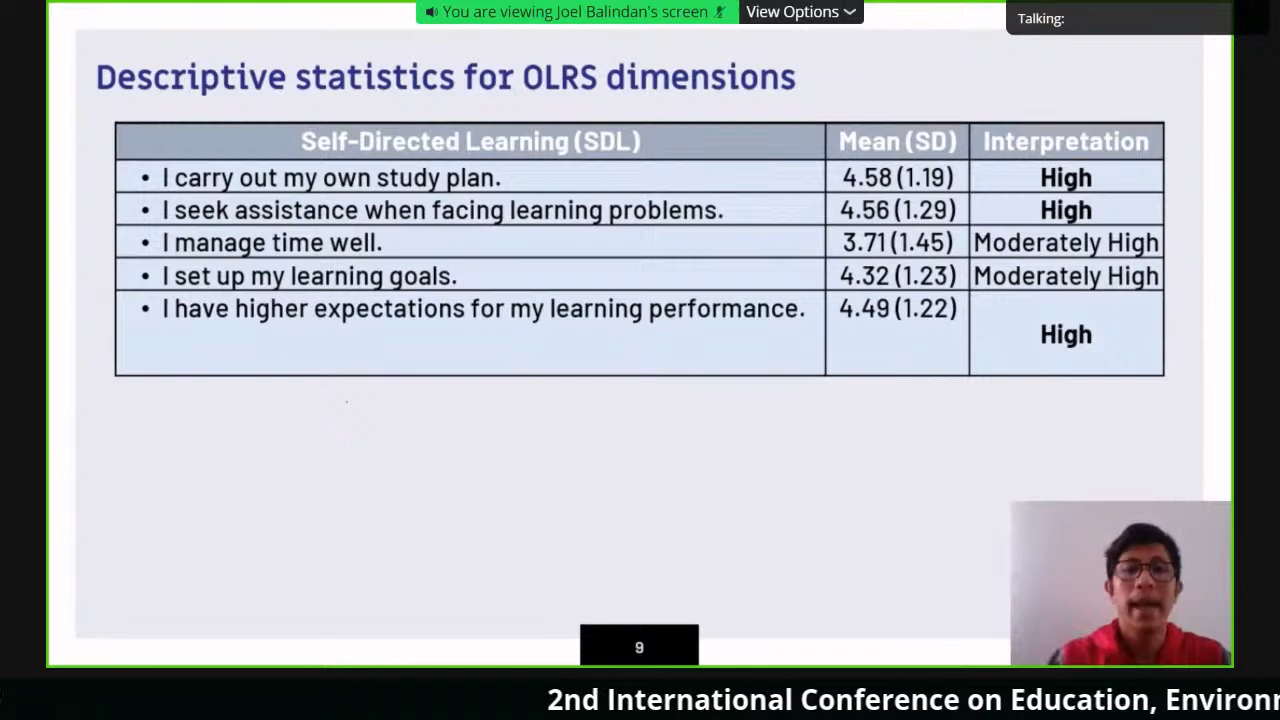 You are viewing Joel Balindan's screen
View Options
Talking:
Descriptive statistics for OLRS dimensions
Self-Directed Learning (SDL) Mean (SD) Interpretation
• I carry out my own study plan. 4.58 (1.19) High
• I seek assistance when facing learning problems. 4.56 (1.29) High
• I manage time well. 3.71 (1.45) Moderately High
• I set up my learning goals. 4.32 (1.23) Moderately High
• I have higher expectations for my learning performance. 4.49 (1.22) High
9
2nd International Conference on Education, Environ